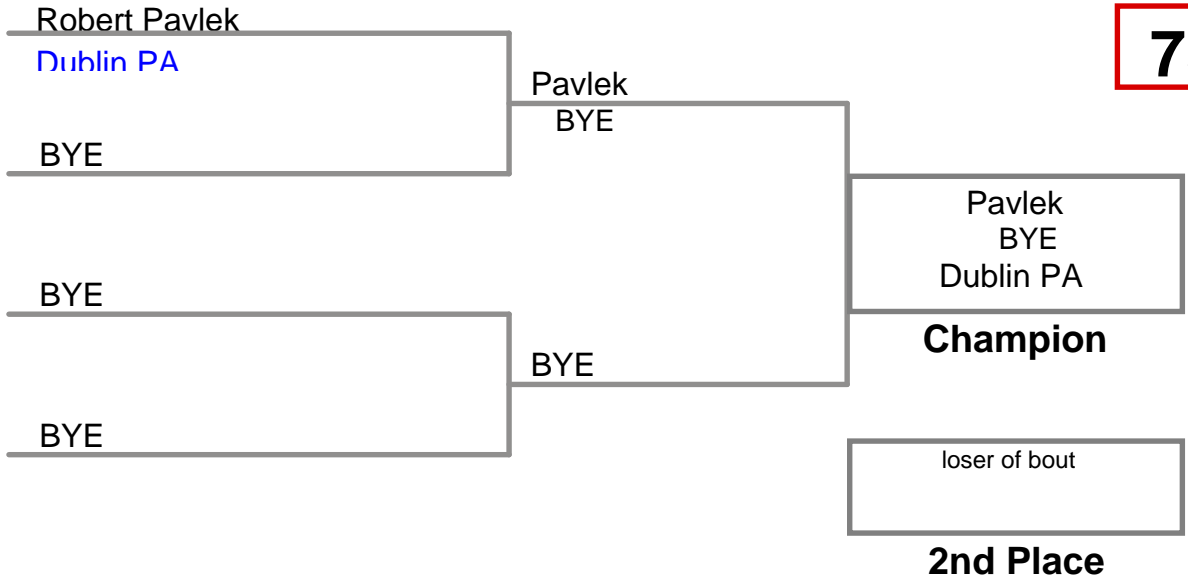 Robert Pavlek
Dublin PA
BYE
BYE
BYE
Pavlek
BYE
BYE
7
Pavlek
BYE
Dublin PA
Champion
loser of bout
2nd Place